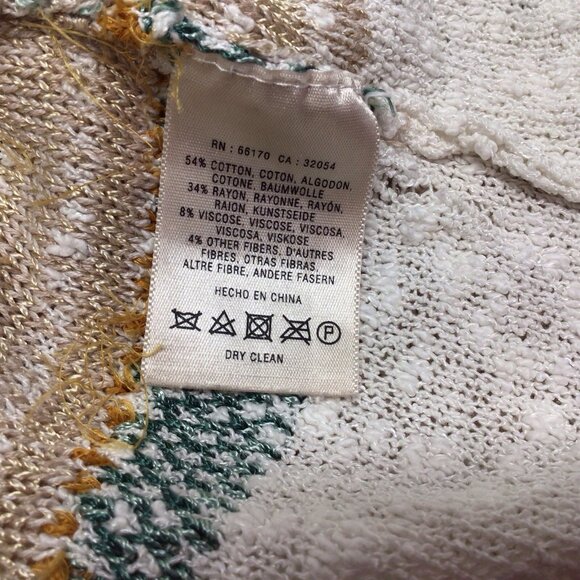 RN : 66170 CA : 32054
54% COTTON, COTON, ALGODON,
COTONE, BAUMWOLLE
34% RAYON, RAYONNE, RAYÓN,
RAION, KUNSTSEIDE
8% VISCOSE, VISCOSE, VISCOSA,
VISCOSA, VISKOSE
4% OTHER FIBERS, D'AUTRES
FIBRES, OTRAS FIBRAS,
ALTRE FIBRE, ANDERE FASERN
HECHO EN CHINA
P
DRY CLEAN